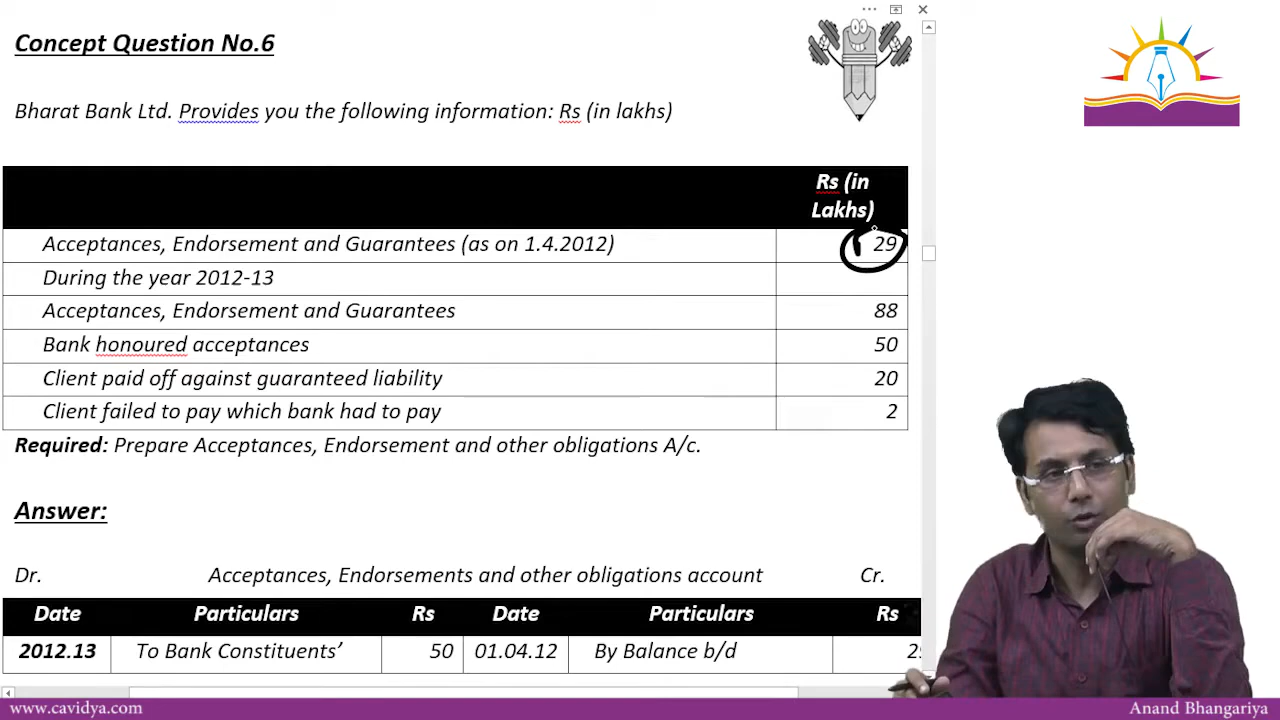 Concept Question No.6
Bharat Bank Ltd. Provides you the following information: Rs (in lakhs)
Rs (in
Lakhs)
Acceptances, Endorsement and Guarantees (as on 1.4.2012) 29
During the year 2012-13
Acceptances, Endorsement and Guarantees 88
Bank honoured acceptances 50
Client paid off against guaranteed liability 20
Client failed to pay which bank had to pay 2
Required: Prepare Acceptances, Endorsement and other obligations A/c.
Answer:
Dr. Acceptances, Endorsements and other obligations account Cr.
Date Particulars Rs Date Particulars Rs
2012.13 To Bank Constituents’ 50 01.04.12 By Balance b/d
www.cavidya.com Anand Bhangariya